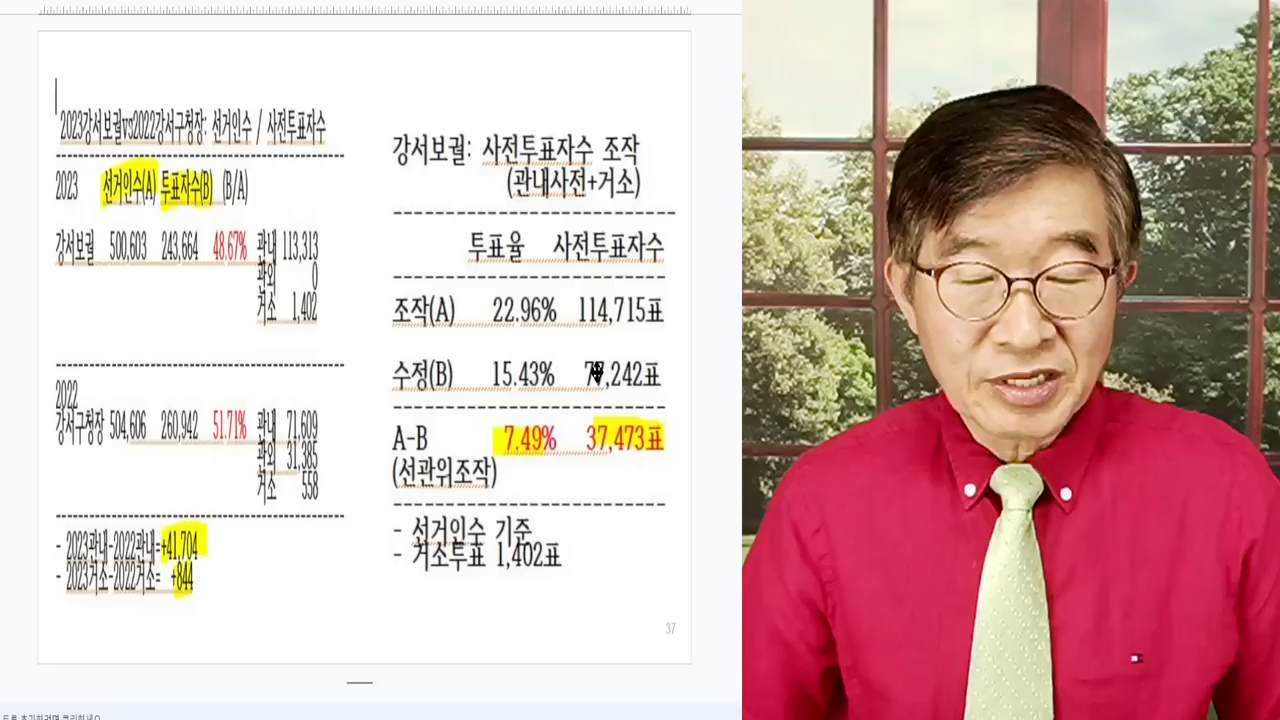 2023강서보궐vs2022강서구청장: 선거인수 / 사전투표자수
2023 선거인수(A) 투표자수(B) (B/A)
강서보궐 500,603 243,664 48.67% 관내 113,313
관외 0
거소 1,402
2022
강서구청장 504,606 260,942 51.71% 관내 71,609
관외 31,385
거소 558
- 2023관내-2022관내=+41,704
- 2023거소-2022거소= +844
강서보궐: 사전투표자수 조작
(관내사전+거소)
투표율 사전투표자수
조작(A) 22.96% 114,715표
수정(B) 15.43%
A-B 7.49% 37,473표
(선관위조작)
- 선거인수 기준
- 거소투표 1,402표
37